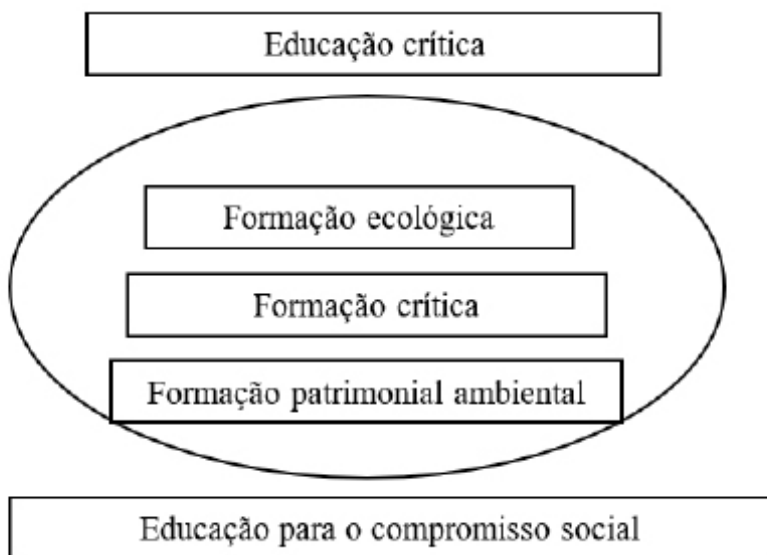 Educação crítica
Formação ecológica
Formação crítica
Formação patrimonial ambiental
Educação para o compromisso social